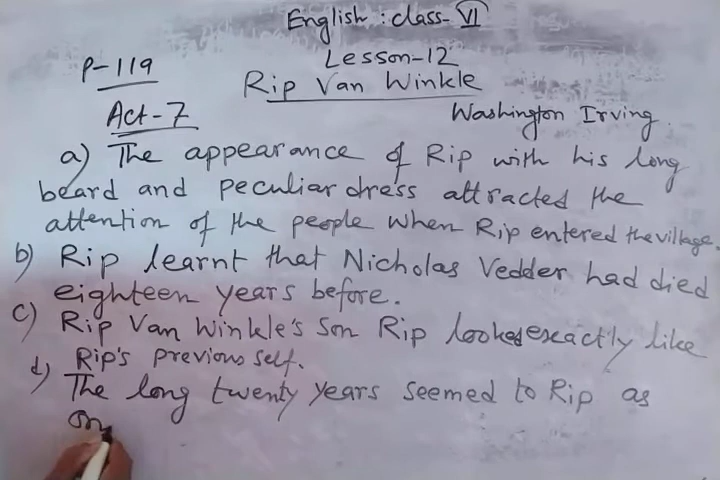 English : class- VI
Lesson-12
P-119
Rip Van Winkle
Act-7
Washington Irving.
a) The appearance of Rip with his long
beard and peculiar dress attracted the
attention of the people when Rip entered the village.
b) Rip learnt that Nicholas Vedder had died
eighteen years before.
c) Rip Van Winkle's Son Rip looked exactly like
Rip's previous self.
d) The long twenty years seemed to Rip as
on